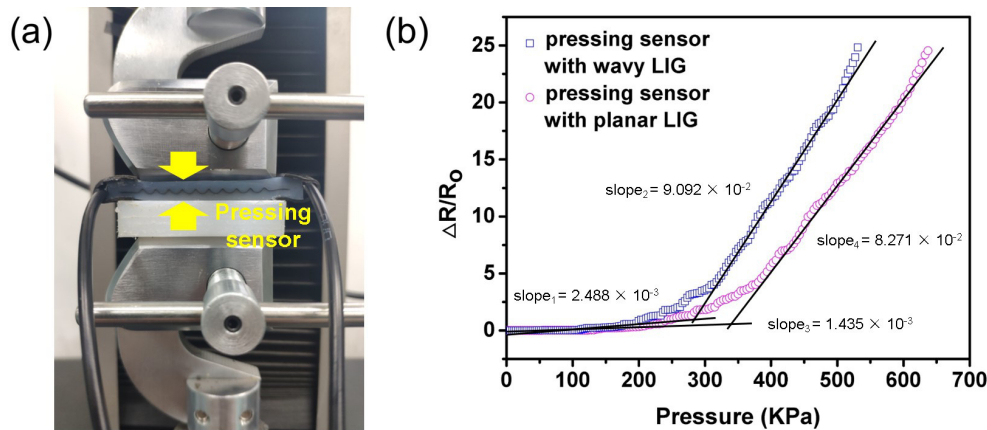 (a)
Pressing
sensor
(b)
pressing sensor
with wavy LIG
pressing sensor
with planar LIG
slope₂ = 9.092 × 10⁻²
slope₄ = 8.271 × 10⁻²
slope₁ = 2.488 × 10⁻³
slope₃ = 1.435 × 10⁻³
ΔR/R₀
25
20
15
10
5
0
0 100 200 300 400 500 600 700
Pressure (KPa)